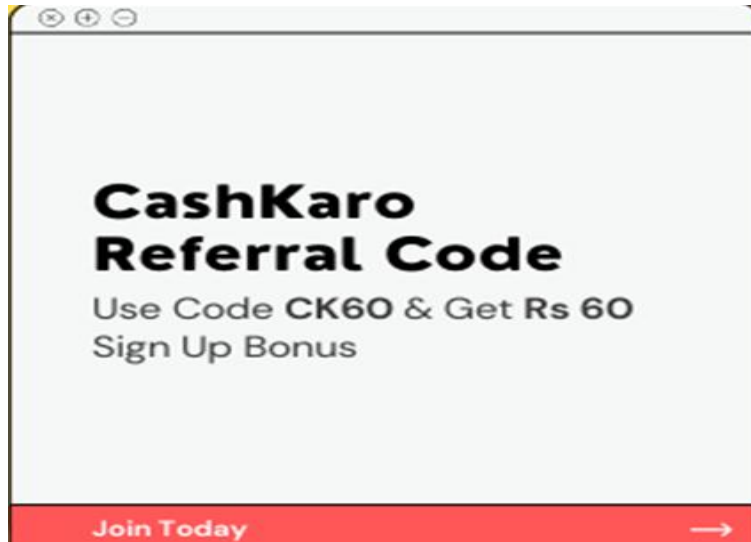 CashKaro
Referral Code
Use Code CK60 & Get Rs 60
Sign Up Bonus
Join Today